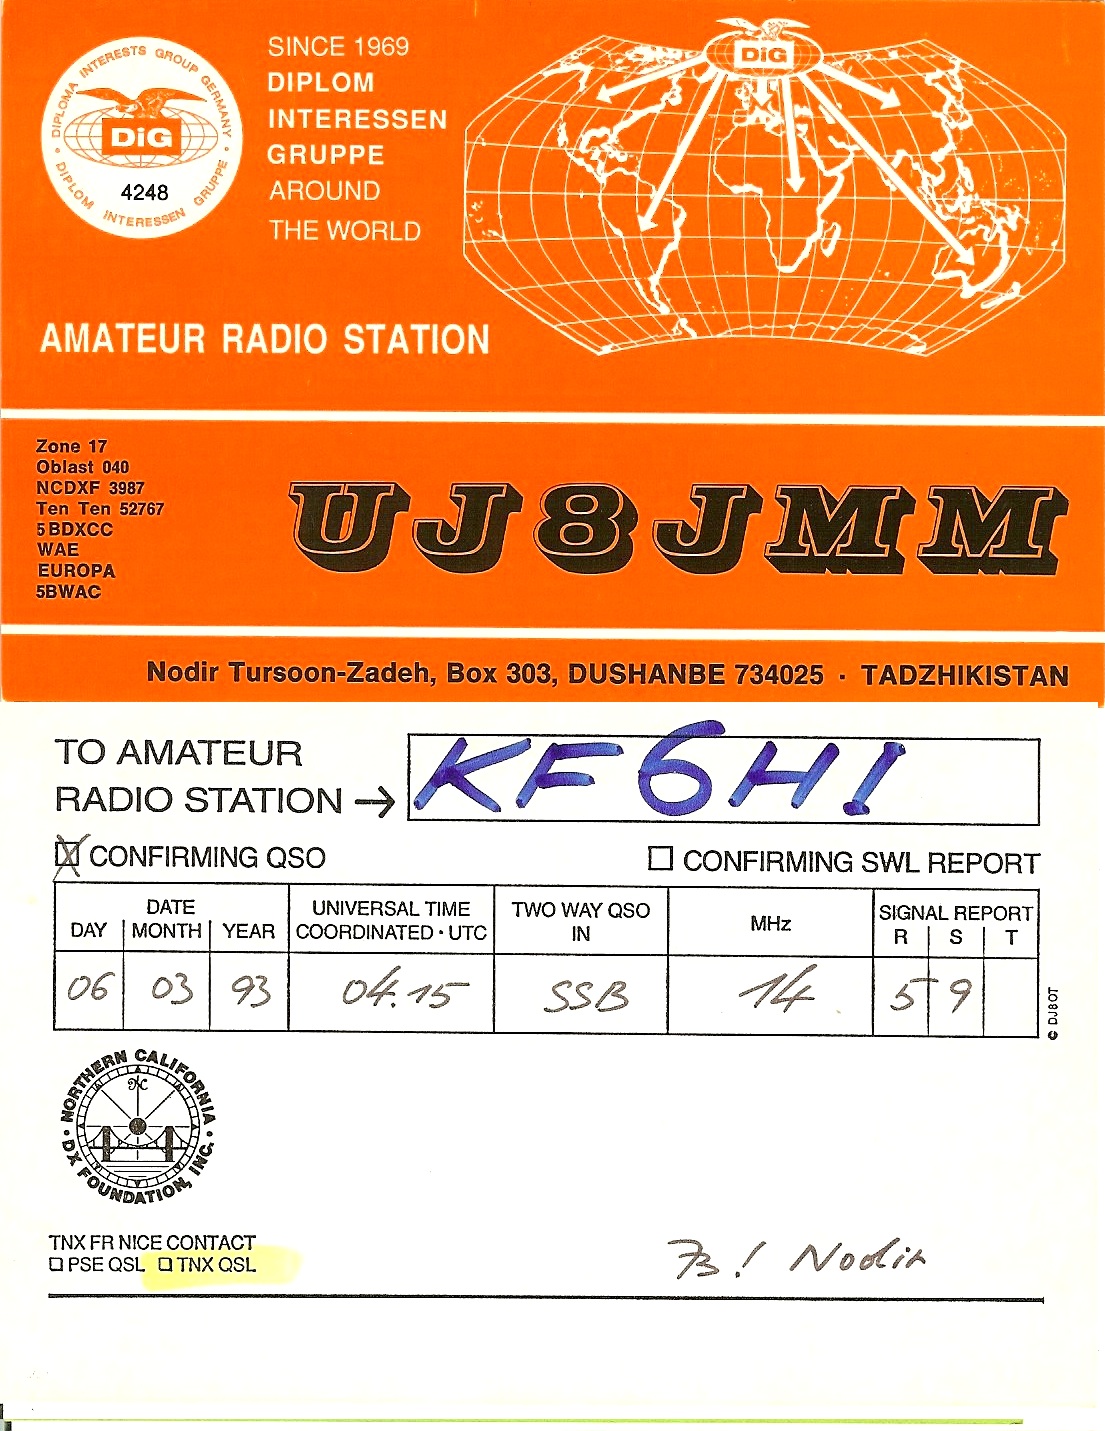 DIPLOMA INTERESTS GROUP GERMANY
DiG
4248
• DIPLOM INTERESSEN GRUPPE •
SINCE 1969
DIPLOM
INTERESSEN
GRUPPE
AROUND
THE WORLD
DiG
AMATEUR RADIO STATION
Zone 17
Oblast 040
NCDXF 3987
Ten Ten 52767
5BDXCC
WAE
EUROPA
5BWAC
UJ8JMM
Nodir Tursoon-Zadeh, Box 303, DUSHANBE 734025 · TADZHIKISTAN
TO AMATEUR
RADIO STATION → KF6HI
☒ CONFIRMING QSO ☐ CONFIRMING SWL REPORT
DATE UNIVERSAL TIME TWO WAY QSO MHz SIGNAL REPORT
DAY MONTH YEAR COORDINATED · UTC IN R S T
06 03 93 04.15 SSB 14 5 9
© DJ8OT
• NORTHERN CALIFORNIA •
NC
DX FOUNDATION, INC.
TNX FR NICE CONTACT
☐ PSE QSL ☐ TNX QSL
73! Nodir